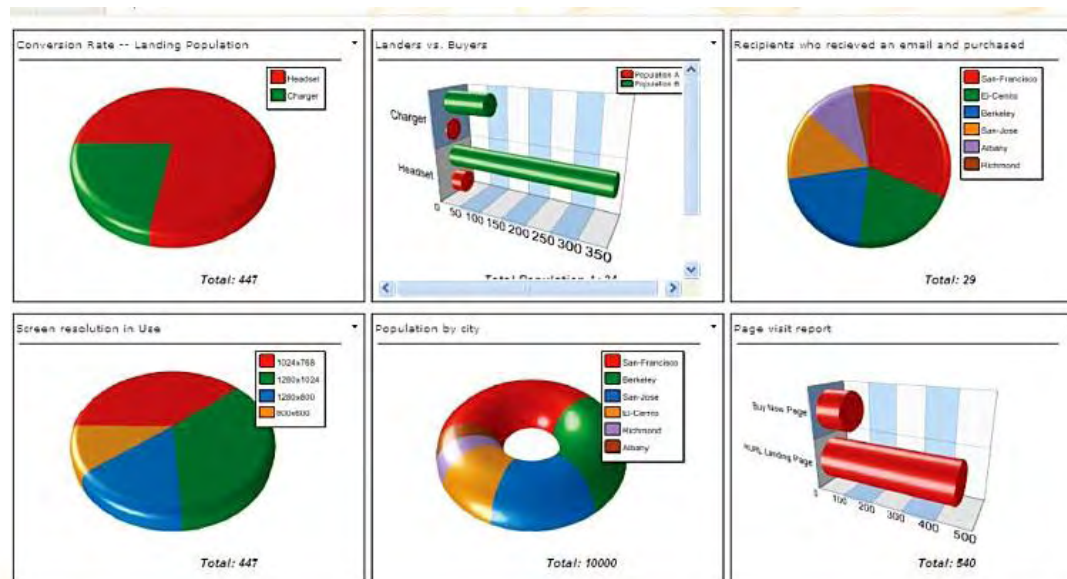 Conversion Rate -- Landing Population
Headset
Charger
Total: 447
Landers vs. Buyers
Population A
Population B
Charger
Headset
0 50 100 150 200 250 300 350
Recipients who recieved an email and purchased
San-Francisco
El-Cerrito
Berkeley
San-Jose
Albany
Richmond
Total: 29
Screen resolution in Use
1024x768
1280x1024
1280x800
800x600
Total: 447
Population by city
San-Francisco
Berkeley
San-Jose
El-Cerrito
Richmond
Albany
Total: 10000
Page visit report
Buy Now Page
Landing Page
0 100 200 300 400 500
Total: 540